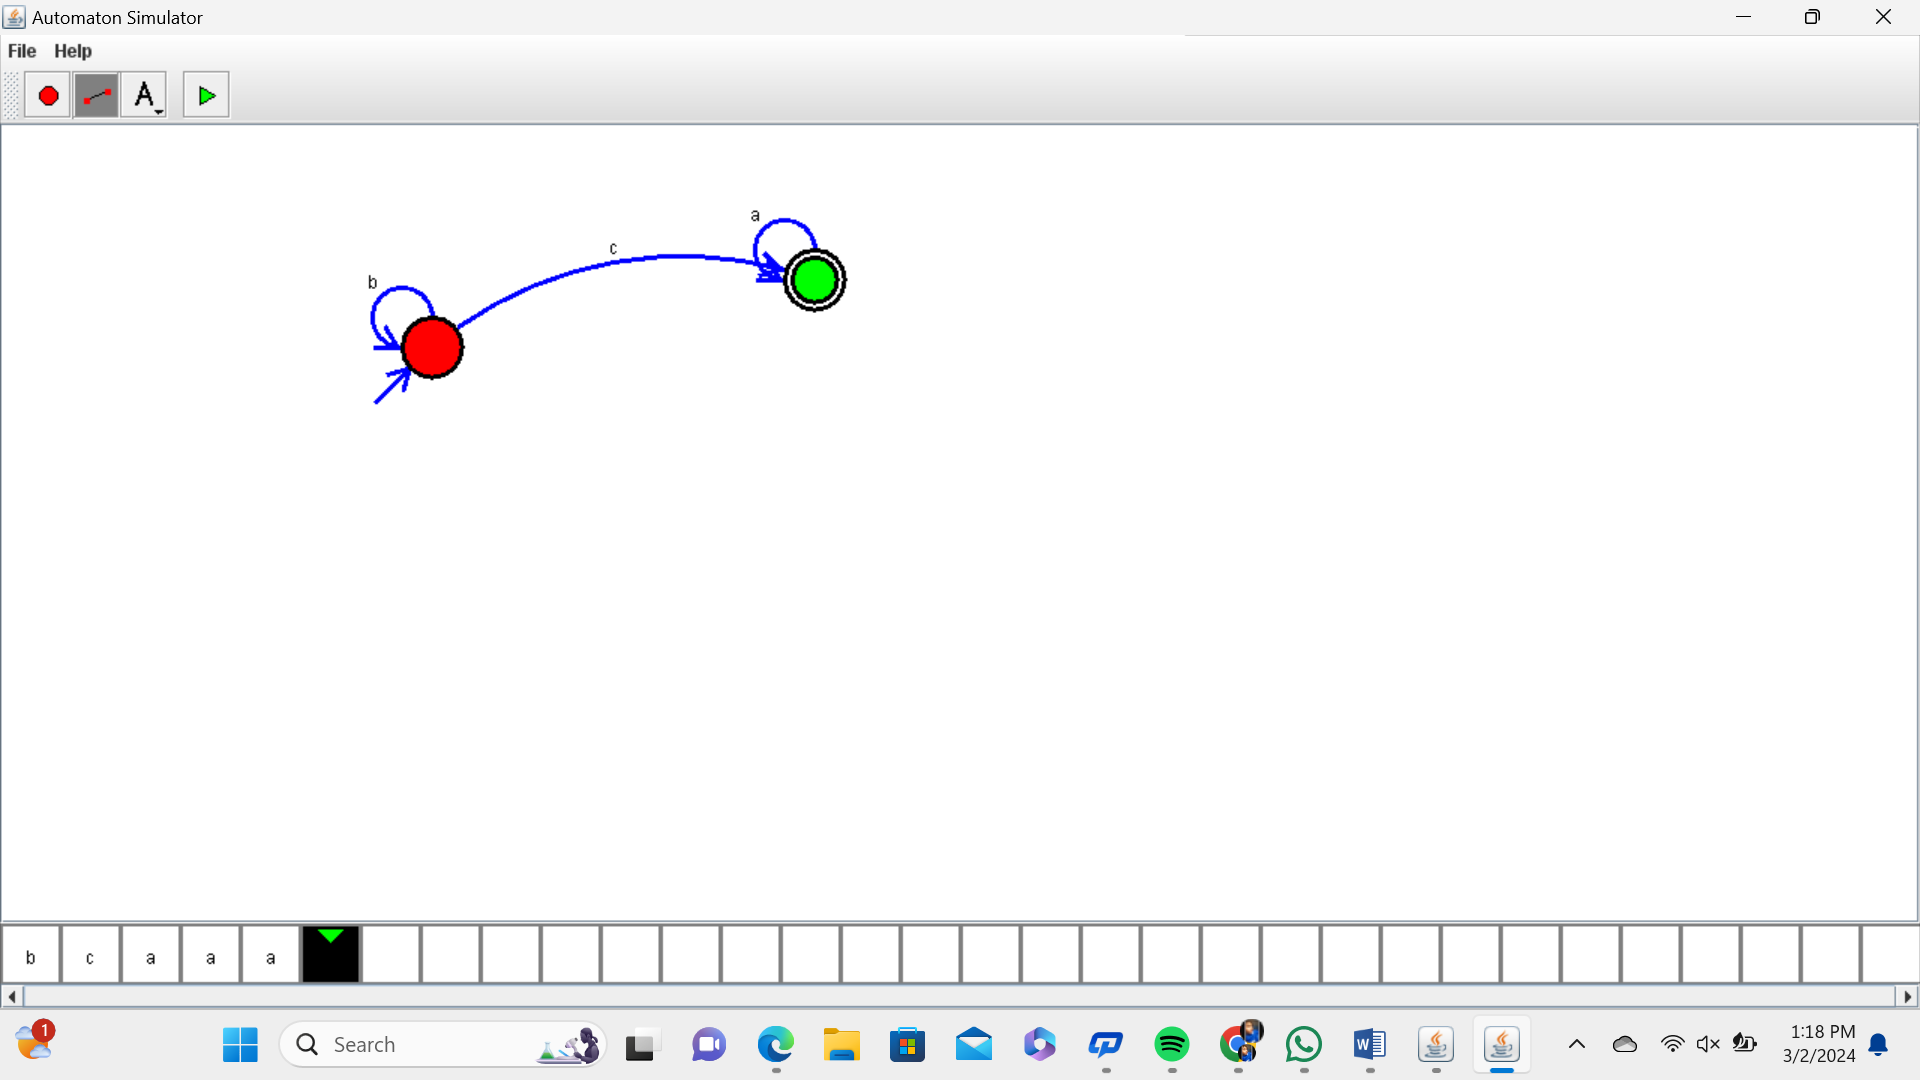 Automaton Simulator
File Help
A
a
c
b
b c a a a
1
Search
1:18 PM
3/2/2024